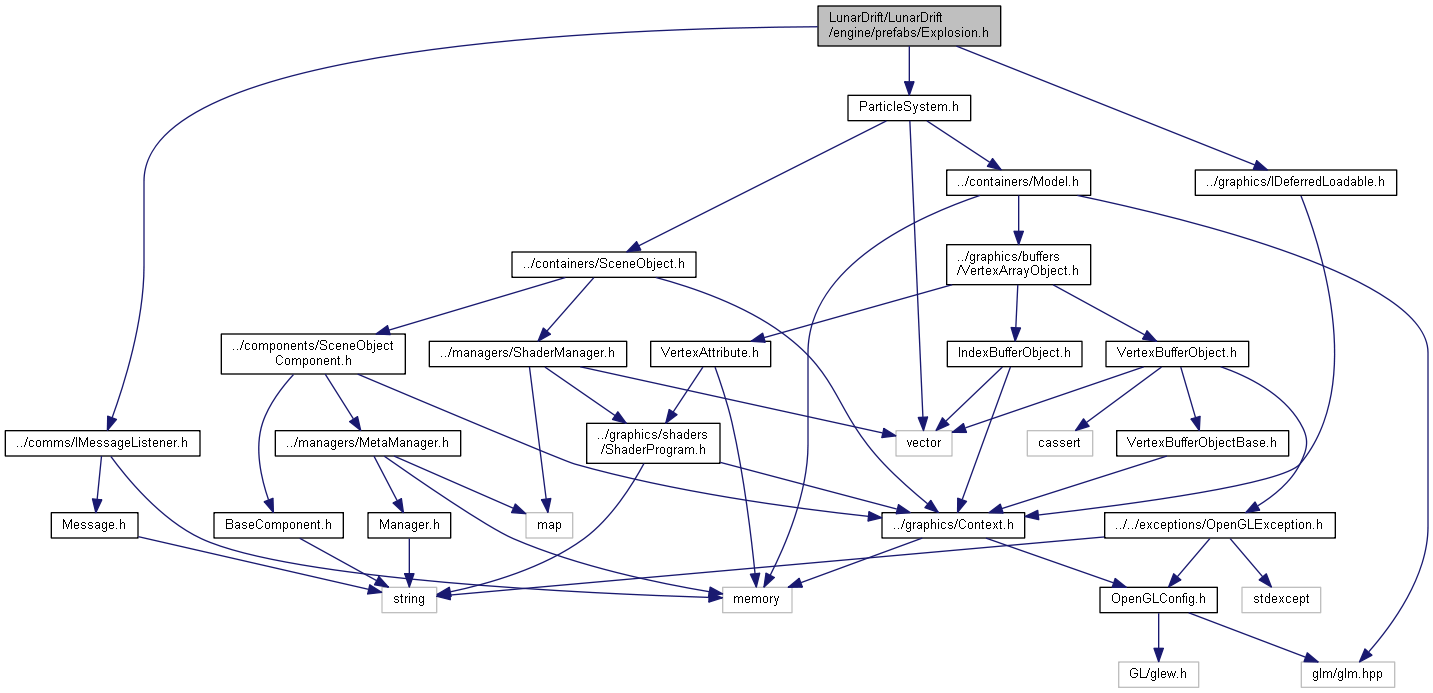 LunarDrift/LunarDrift
/engine/prefabs/Explosion.h
ParticleSystem.h
../containers/Model.h
../graphics/IDeferredLoadable.h
../containers/SceneObject.h
../graphics/buffers
/VertexArrayObject.h
../components/SceneObject
Component.h
../managers/ShaderManager.h
VertexAttribute.h
IndexBufferObject.h
VertexBufferObject.h
../comms/IMessageListener.h
../managers/MetaManager.h
../graphics/shaders
/ShaderProgram.h
vector
cassert
VertexBufferObjectBase.h
Message.h
BaseComponent.h
Manager.h
map
../graphics/Context.h
../../exceptions/OpenGLException.h
string
memory
OpenGLConfig.h
stdexcept
GL/glew.h
glm/glm.hpp